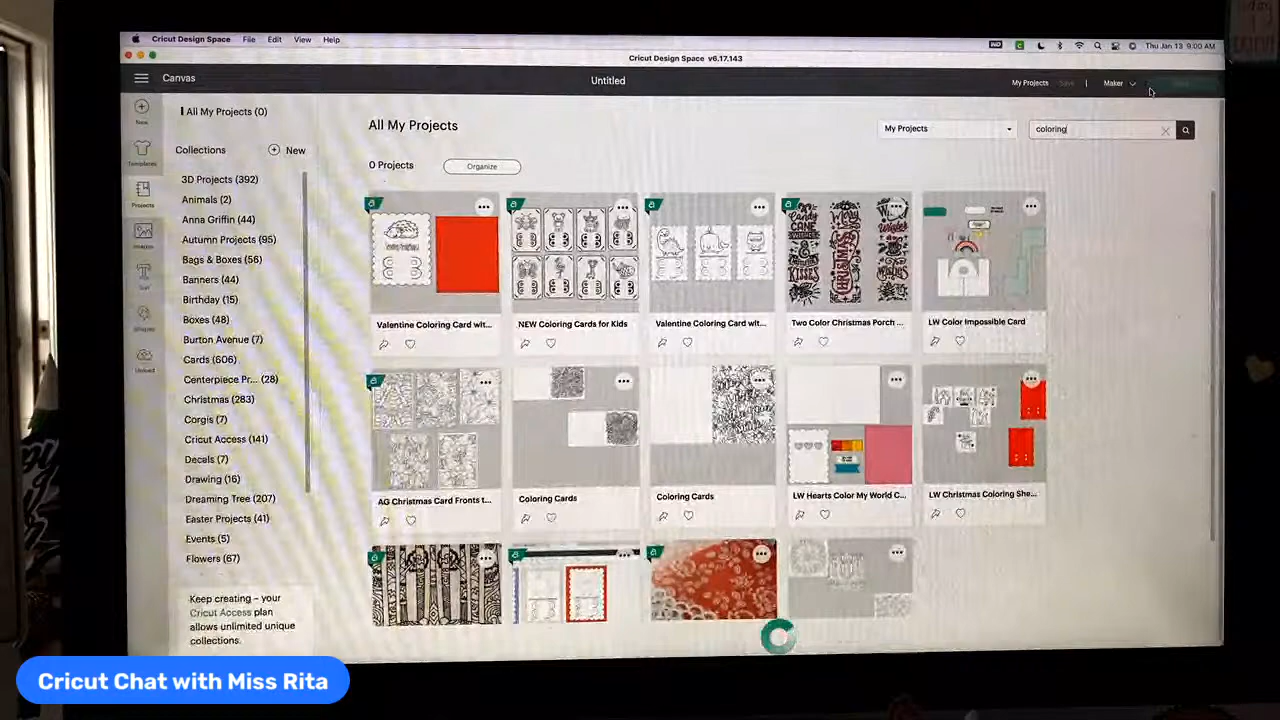 Cricut Design Space File Edit View Help
Thu Jan 13 9:00 AM
Cricut Design Space v6.17.143
Canvas
Untitled
My Projects Save | Maker
New
Templates
Projects
Images
Text
Shapes
Upload
All My Projects (0)
Collections
New
3D Projects (392)
Animals (2)
Anna Griffin (44)
Autumn Projects (95)
Bags & Boxes (56)
Banners (44)
Birthday (15)
Boxes (48)
Burton Avenue (7)
Cards (606)
Centerpiece Pr... (28)
Christmas (283)
Corgis (7)
Cricut Access (141)
Decals (7)
Drawing (16)
Dreaming Tree (207)
Easter Projects (41)
Events (5)
Flowers (67)
Keep creating – your
Cricut Access plan
allows unlimited unique
collections.
All My Projects
My Projects
coloring
0 Projects
Organize
Valentine Coloring Card wit...
NEW Coloring Cards for Kids
Valentine Coloring Card wit...
Two Color Christmas Porch ...
LW Color Impossible Card
AG Christmas Card Fronts t...
Coloring Cards
Coloring Cards
LW Hearts Color My World C...
LW Christmas Coloring She...
Cricut Chat with Miss Rita